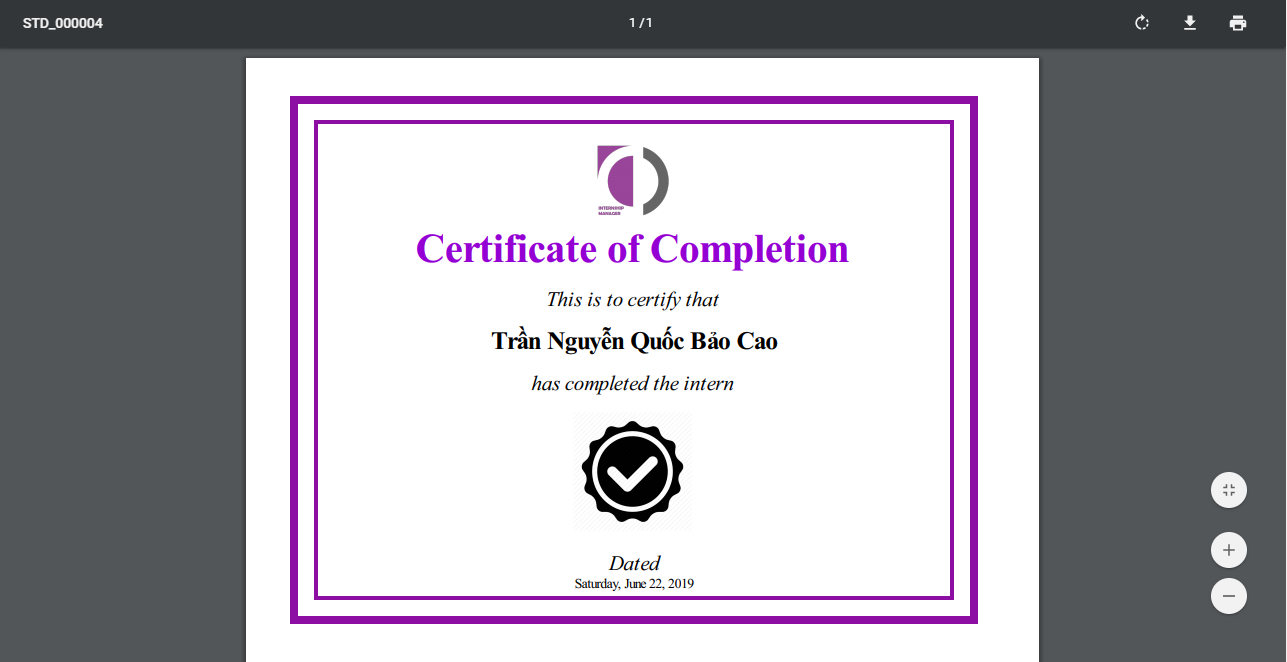 STD_000004
1 / 1
INTERNSHIP
MANAGER
Certificate of Completion
This is to certify that
Trần Nguyễn Quốc Bảo Cao
has completed the intern
Dated
Saturday, June 22, 2019